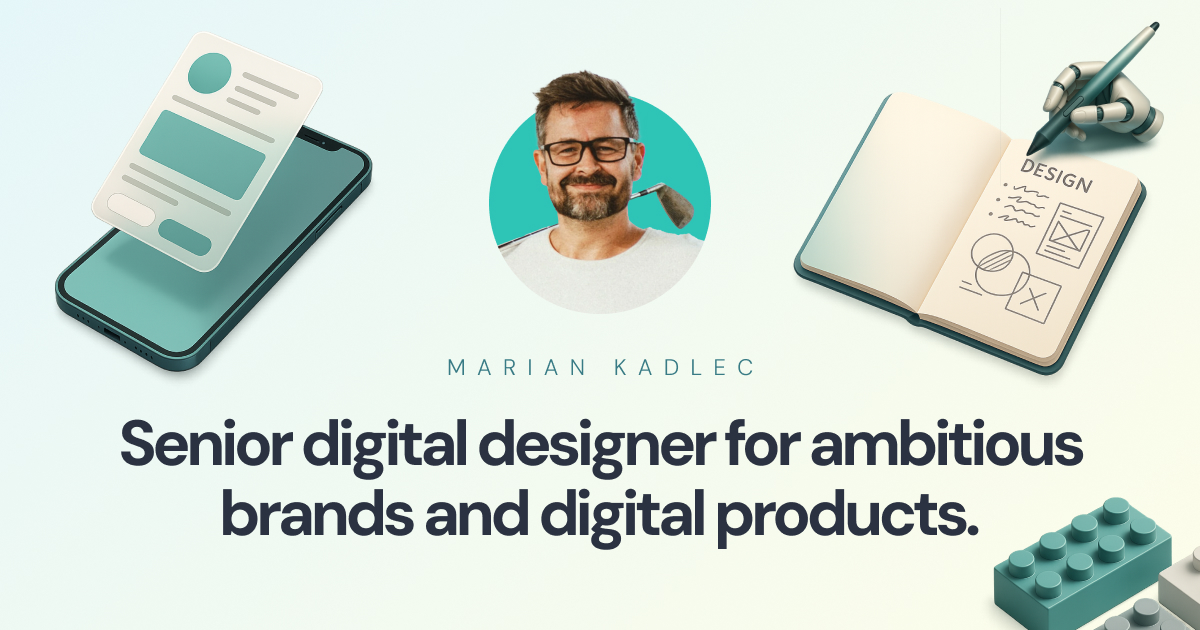 DESIGN
MARIAN KADLEC
Senior digital designer for ambitious
brands and digital products.